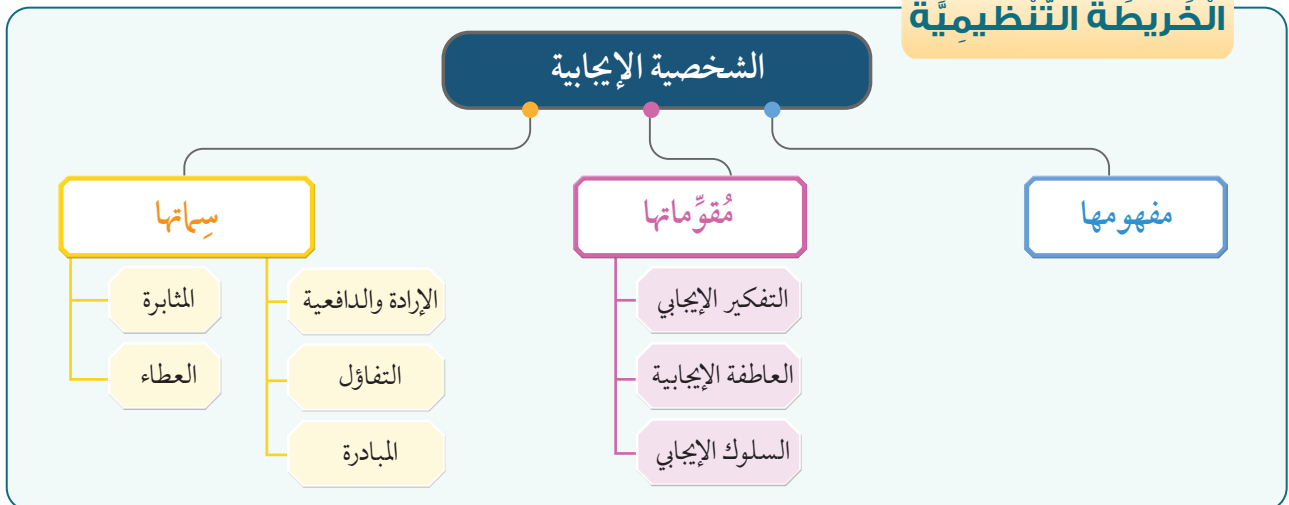 الْخَرِيطَةُ التَّنْظِيمِيَّةُ
الشخصية الإيجابية
مفهومها
مُقوِّماتها
سِماتها
التفكير الإيجابي
العاطفة الإيجابية
السلوك الإيجابي
الإرادة والدافعية
التفاؤل
المبادرة
المثابرة
العطاء